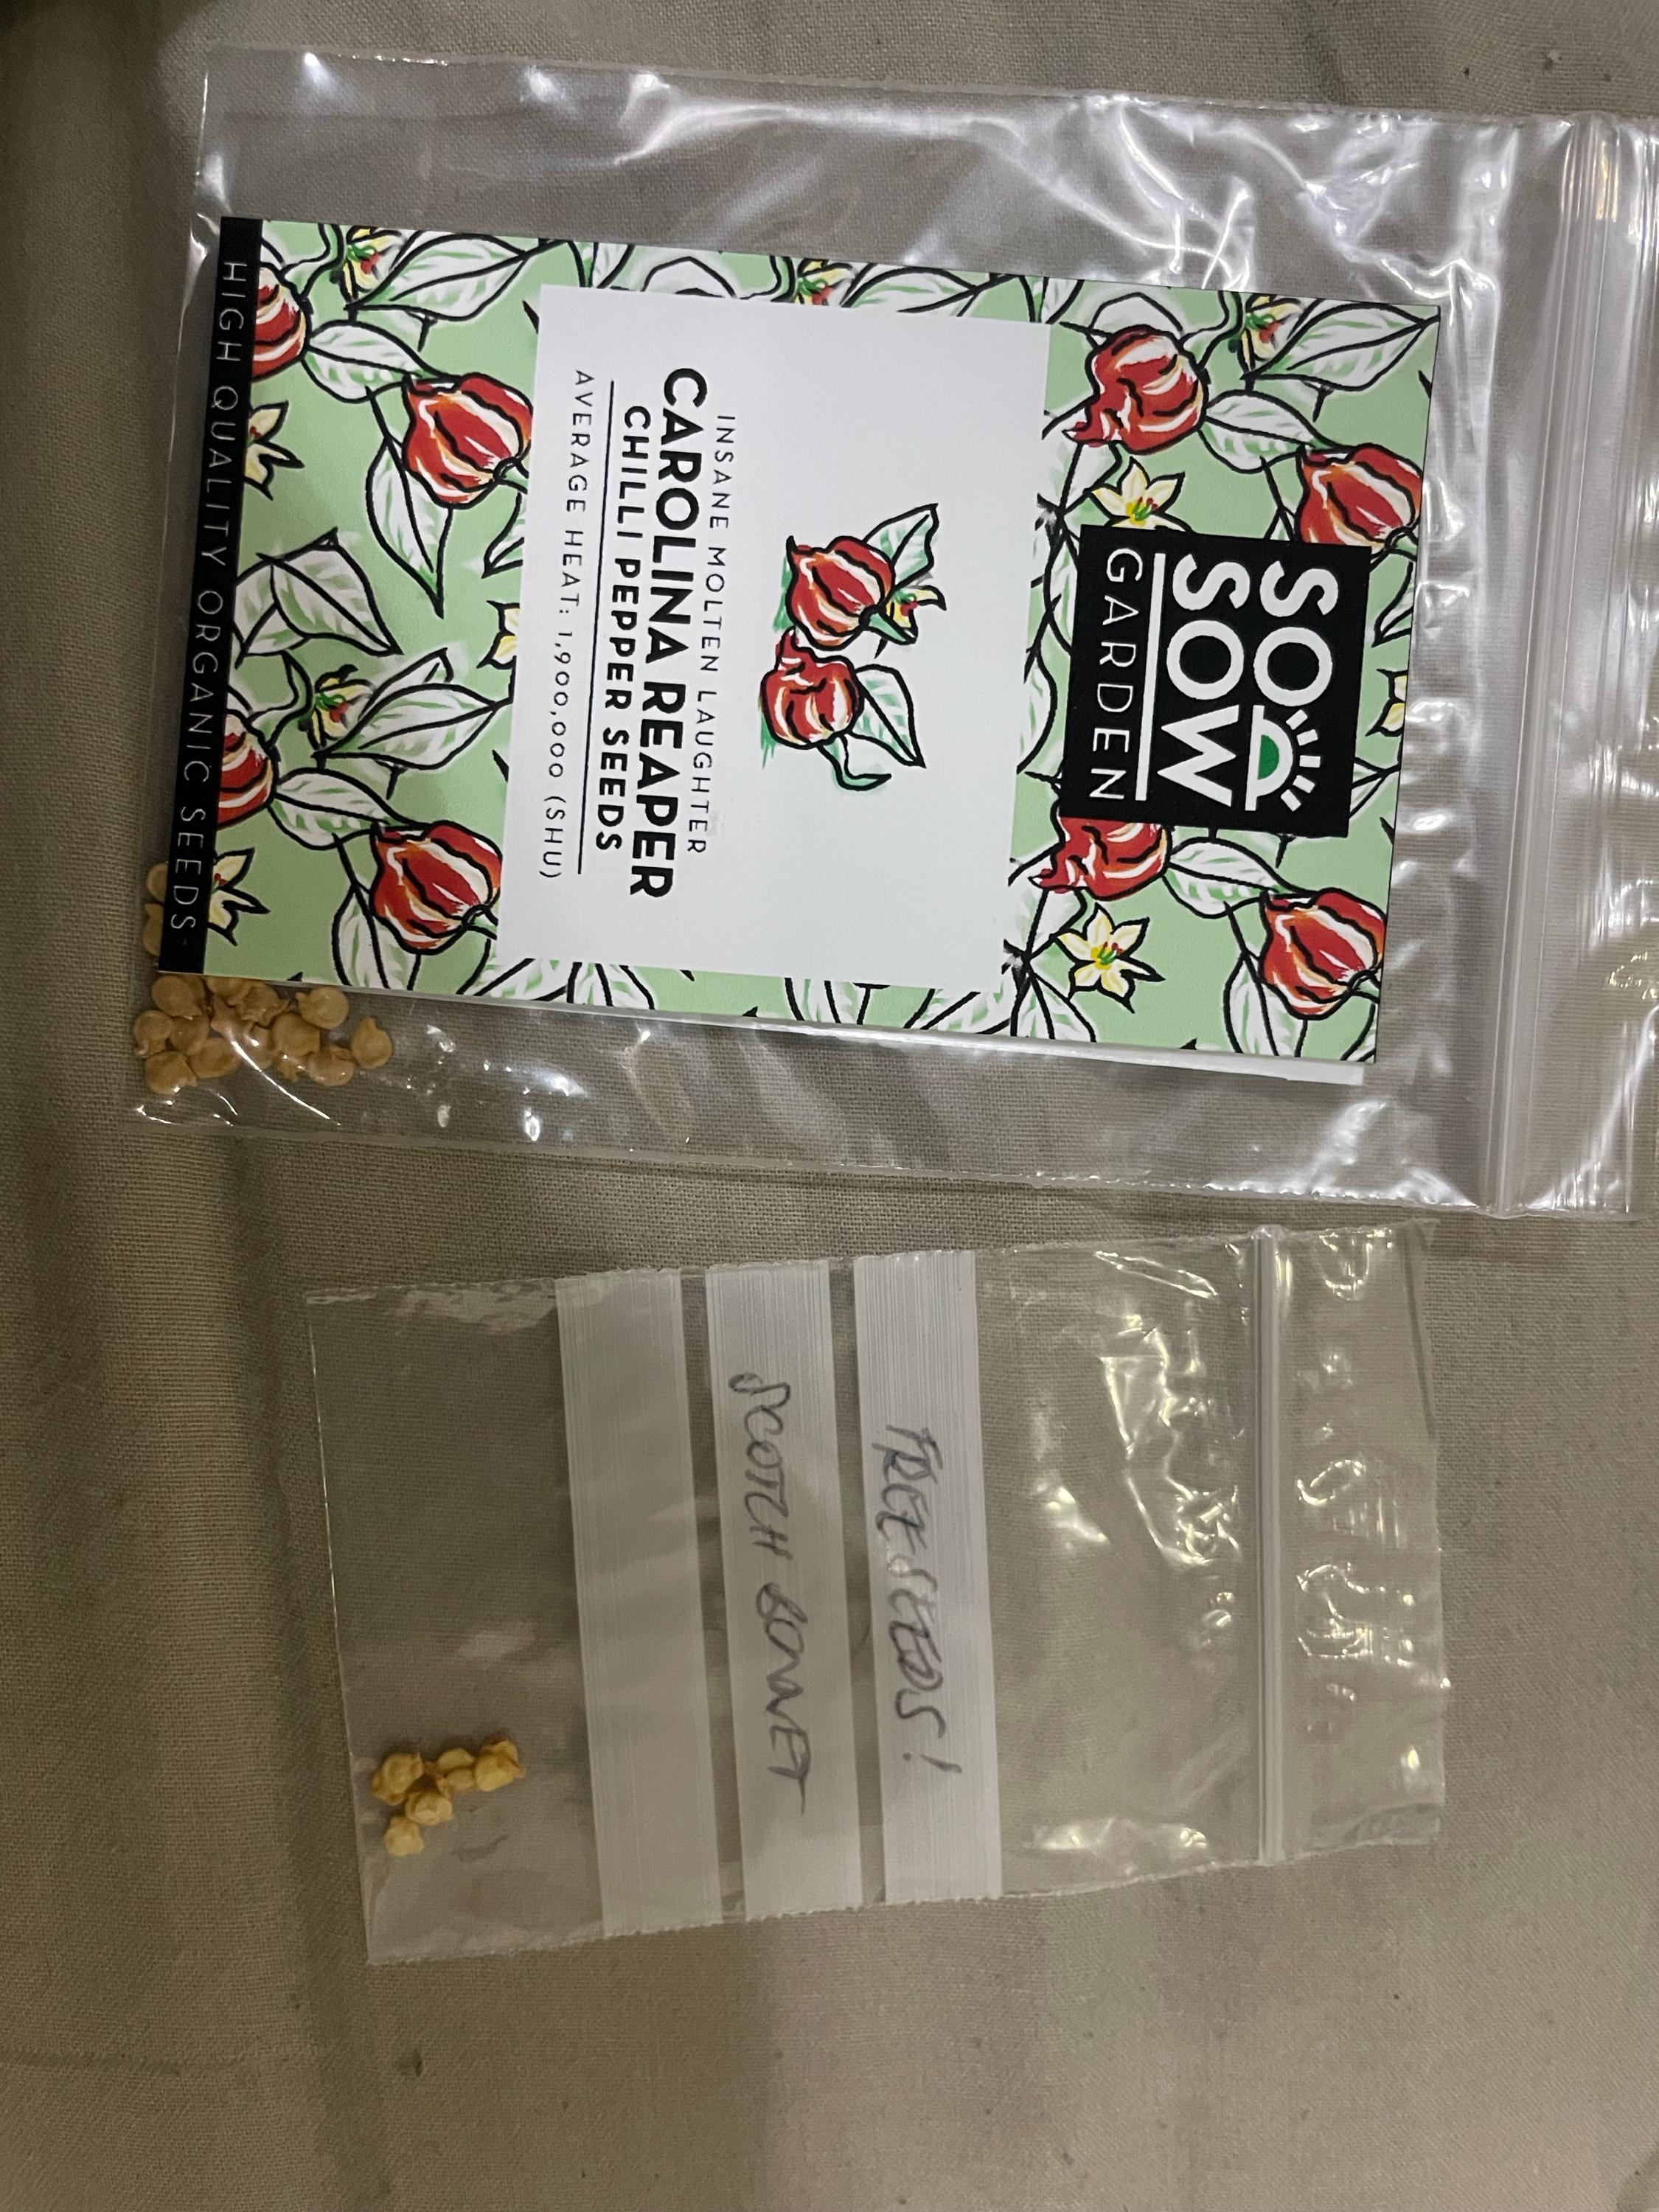 SO
SOW
GARDEN
INSANE MOLTEN LAUGHTER
CAROLINA REAPER
CHILLI PEPPER SEEDS
AVERAGE HEAT: 1,900,000 (SHU)
HIGH QUALITY ORGANIC SEEDS
FREE SEEDS!
SCOTCH BONNET